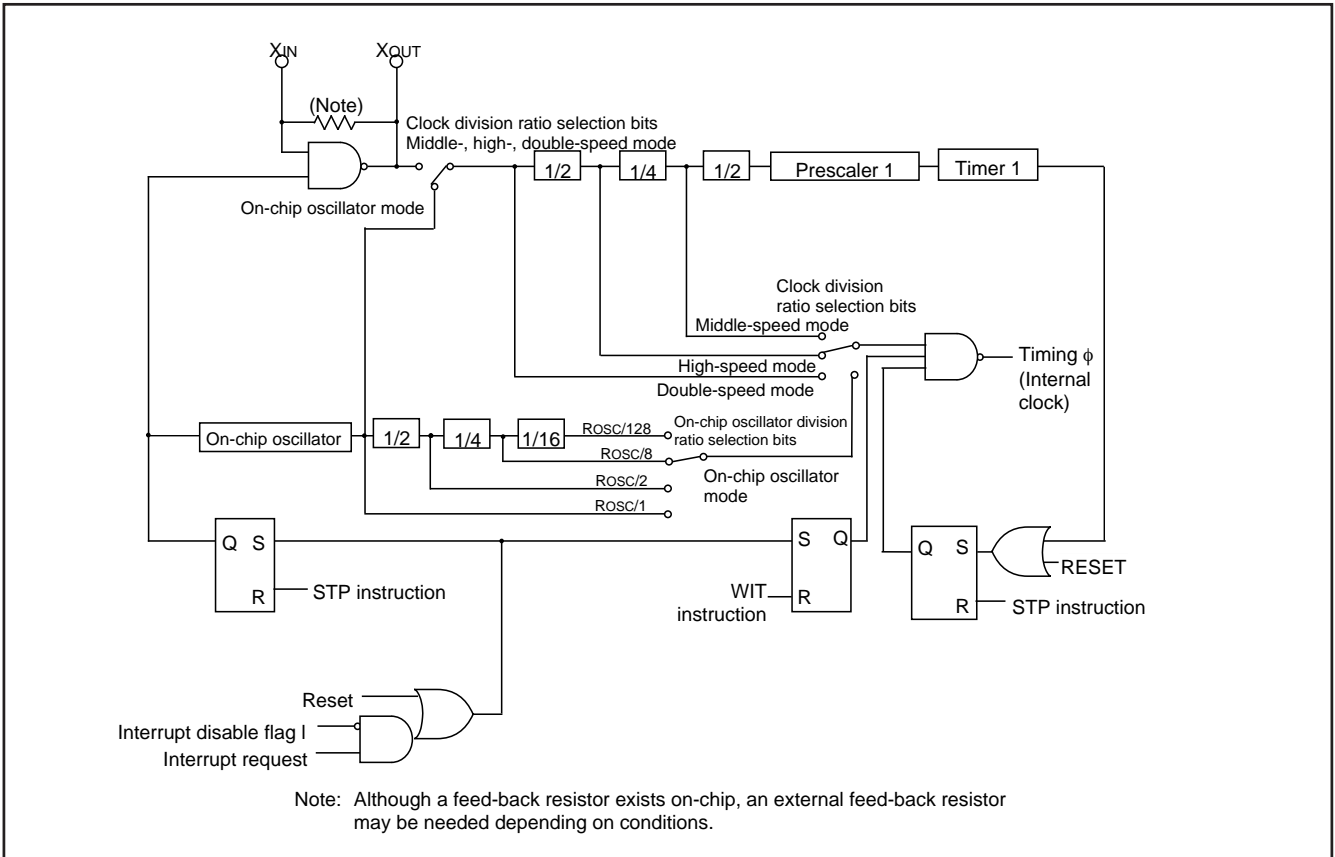 XIN XOUT
(Note)
Clock division ratio selection bits
Middle-, high-, double-speed mode
1/2 1/4 1/2 Prescaler 1 Timer 1
On-chip oscillator mode
Clock division
ratio selection bits
Middle-speed mode
High-speed mode
Double-speed mode
Timing ϕ
(Internal
clock)
On-chip oscillator 1/2 1/4 1/16
ROSC/128
ROSC/8
ROSC/2
ROSC/1
On-chip oscillator division
ratio selection bits
On-chip oscillator
mode
Q S
R
STP instruction
S Q
R
WIT
instruction
Q S
R
RESET
STP instruction
Reset
Interrupt disable flag I
Interrupt request
Note: Although a feed-back resistor exists on-chip, an external feed-back resistor
may be needed depending on conditions.